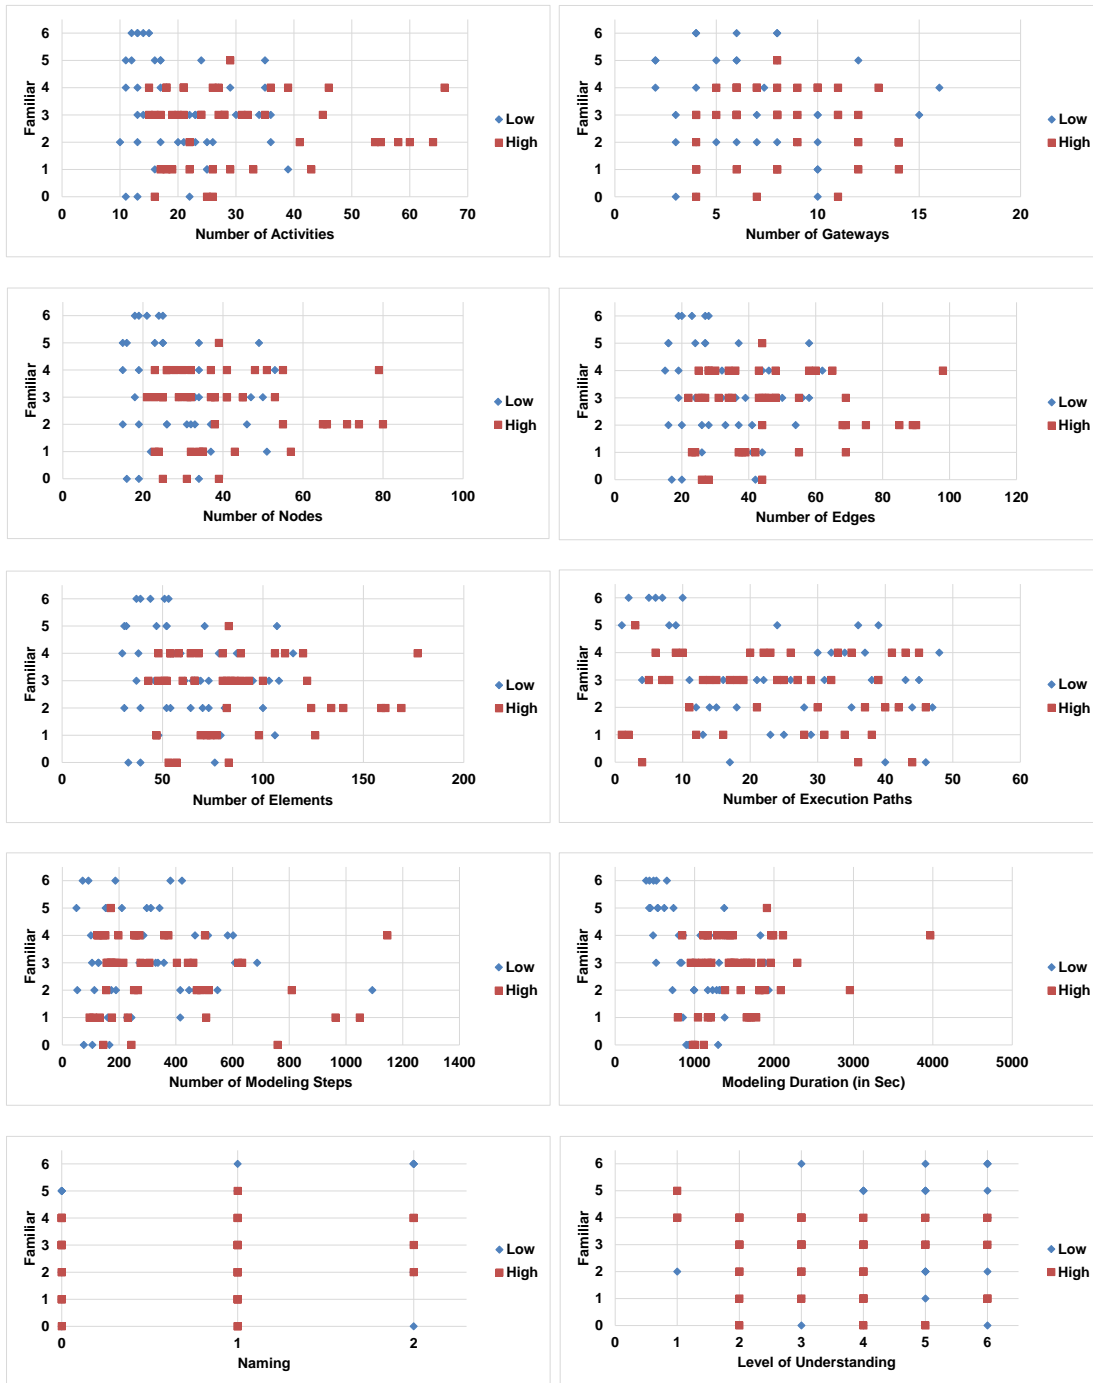 6
5
4
3
2
1
0
Familiar
0 10 20 30 40 50 60 70
Number of Activities
Low
High
6
5
4
3
2
1
0
Familiar
0 5 10 15 20
Number of Gateways
Low
High
6
5
4
3
2
1
0
Familiar
0 20 40 60 80 100
Number of Nodes
Low
High
6
5
4
3
2
1
0
Familiar
0 20 40 60 80 100 120
Number of Edges
Low
High
6
5
4
3
2
1
0
Familiar
0 50 100 150 200
Number of Elements
Low
High
6
5
4
3
2
1
0
Familiar
0 10 20 30 40 50 60
Number of Execution Paths
Low
High
6
5
4
3
2
1
0
Familiar
0 200 400 600 800 1000 1200 1400
Number of Modeling Steps
Low
High
6
5
4
3
2
1
0
Familiar
0 1000 2000 3000 4000 5000
Modeling Duration (in Sec)
Low
High
6
5
4
3
2
1
0
Familiar
0 1 2
Naming
Low
High
6
5
4
3
2
1
0
Familiar
0 1 2 3 4 5 6
Level of Understanding
Low
High